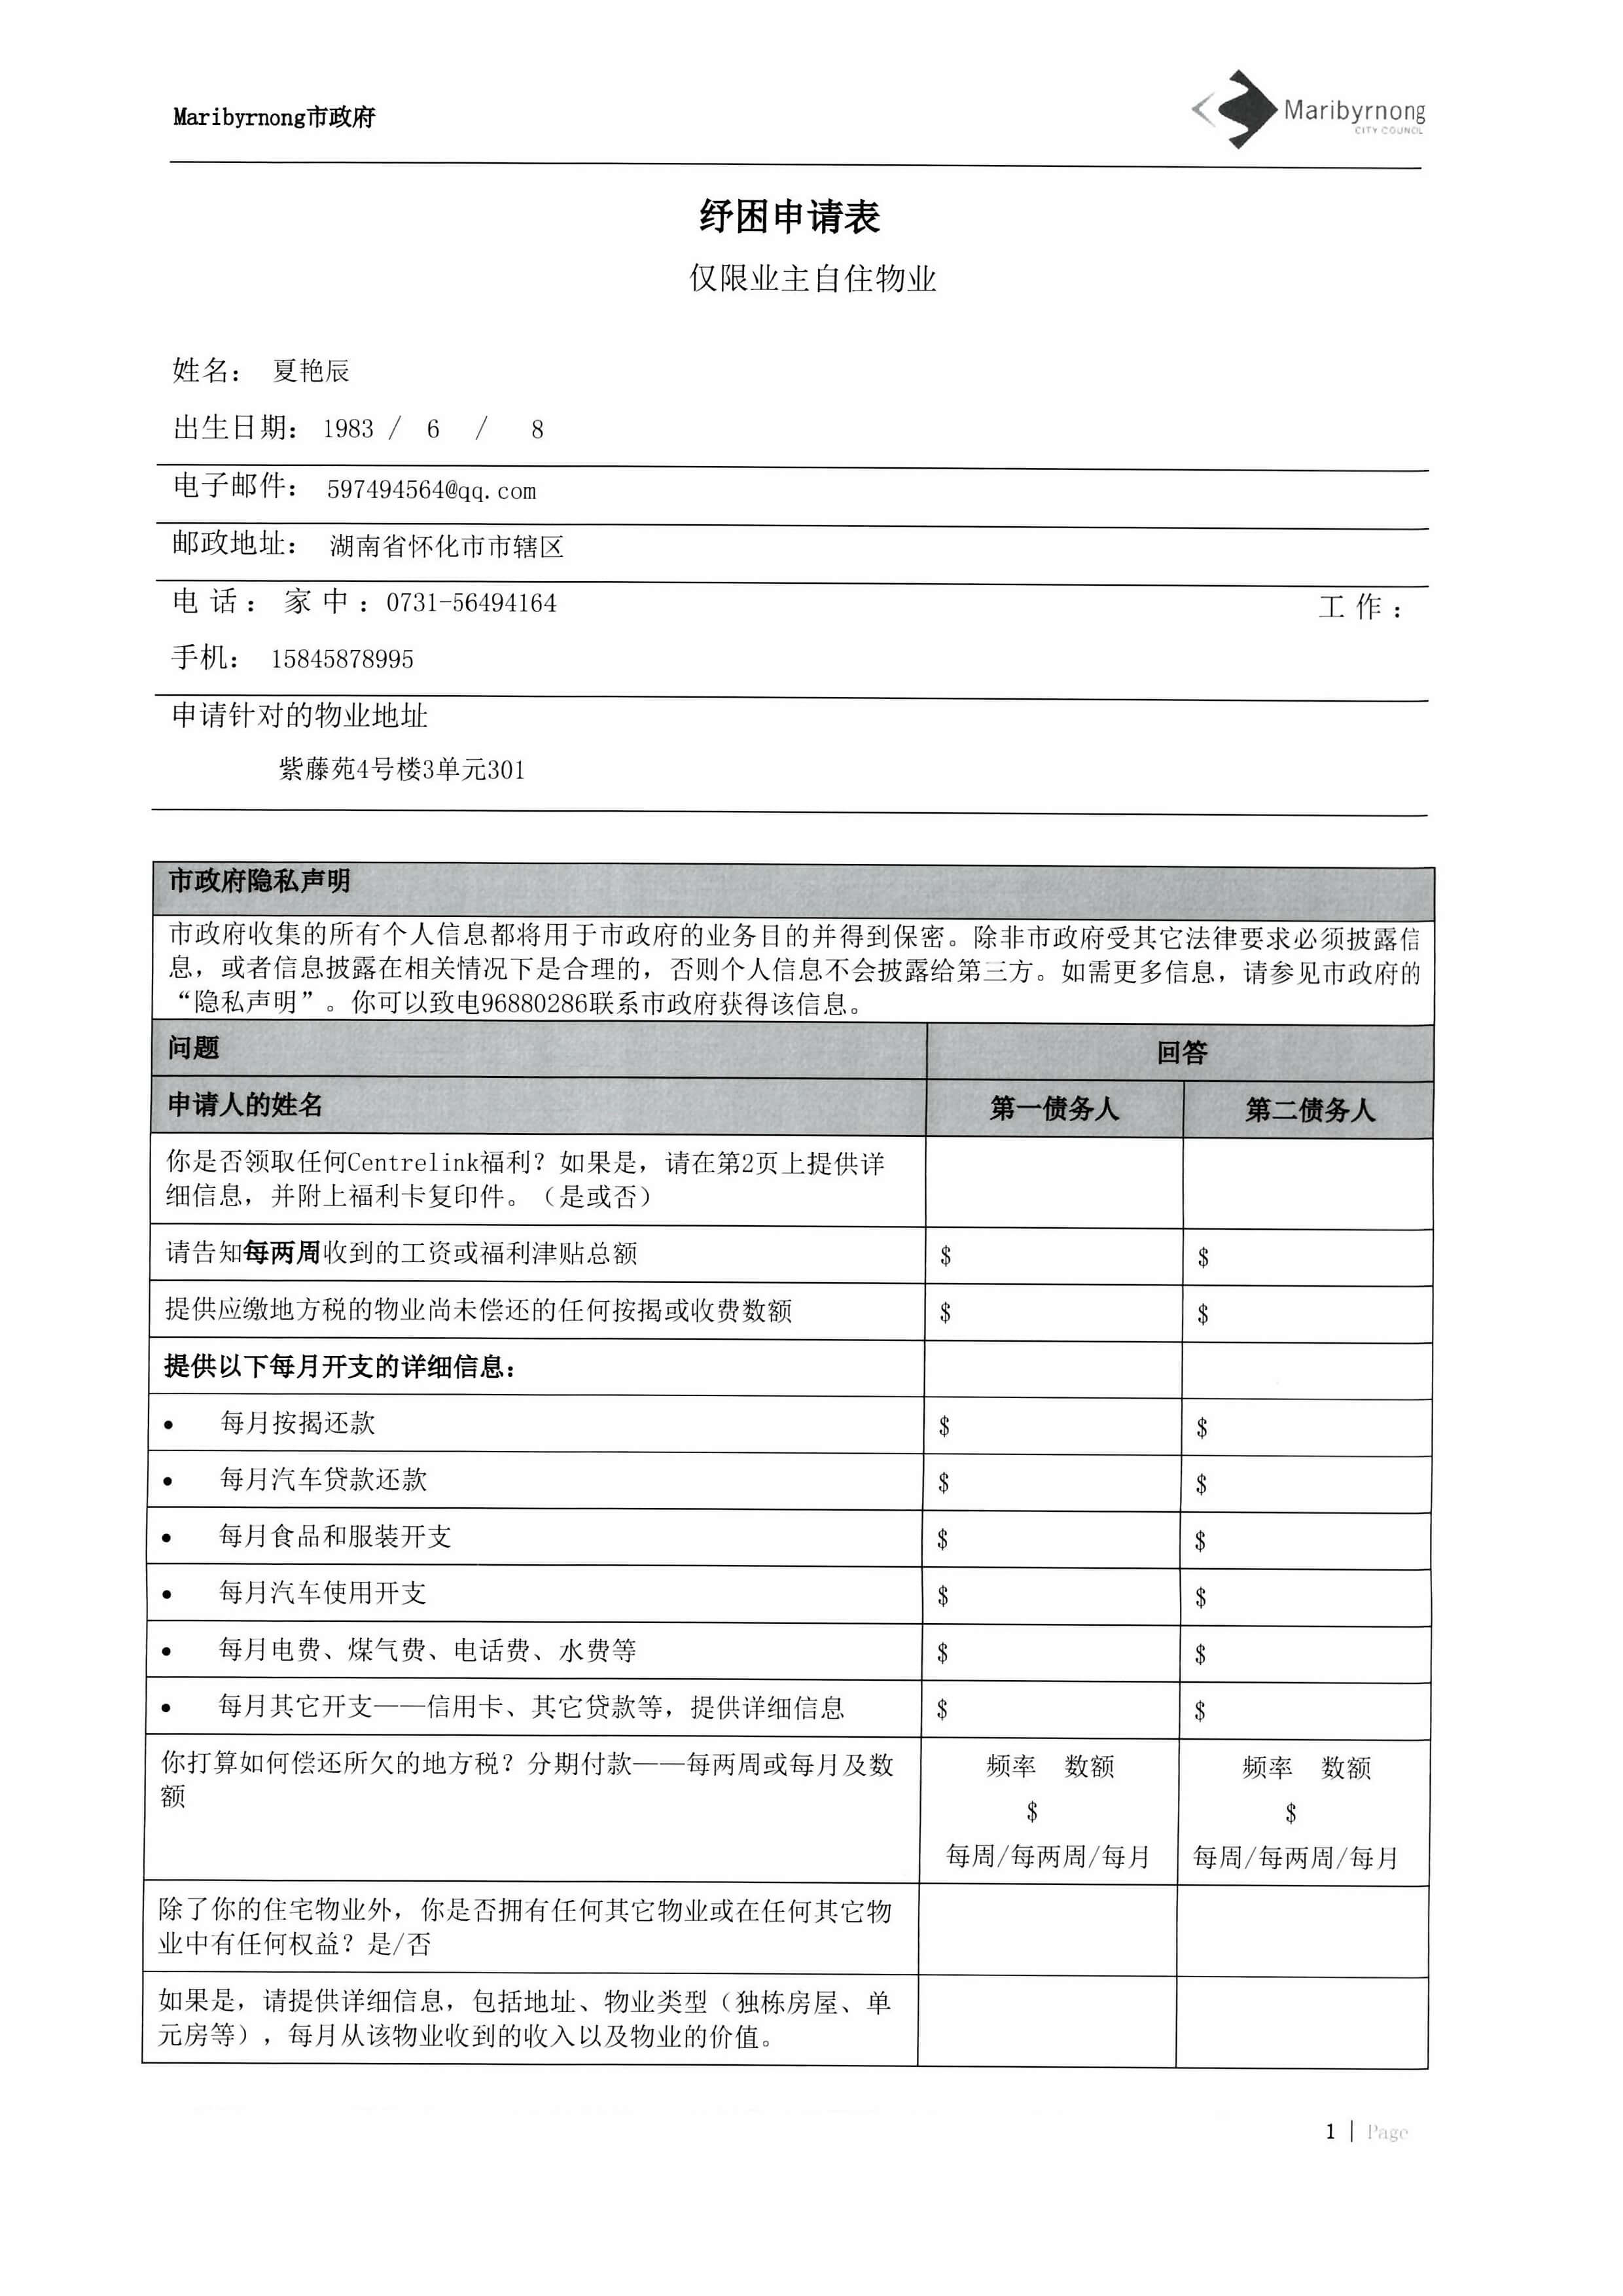 Maribyrnong市政府
Maribyrnong
CITY COUNCIL
纾困申请表
仅限业主自住物业
姓名： 夏艳辰
出生日期： 1983 / 6 / 8
电子邮件： 597494564@qq.com
邮政地址： 湖南省怀化市市辖区
电话：家中：0731-56494164 工作：
手机： 15845878995
申请针对的物业地址
紫藤苑4号楼3单元301
市政府隐私声明
市政府收集的所有个人信息都将用于市政府的业务目的并得到保密。除非市政府受其它法律要求必须披露信
息，或者信息披露在相关情况下是合理的，否则个人信息不会披露给第三方。如需更多信息，请参见市政府的
“隐私声明”。你可以致电96880286联系市政府获得该信息。
问题 回答
申请人的姓名 第一债务人 第二债务人
你是否领取任何Centrelink福利？如果是，请在第2页上提供详
细信息，并附上福利卡复印件。（是或否）
请告知每两周收到的工资或福利津贴总额 $ $
提供应缴地方税的物业尚未偿还的任何按揭或收费数额 $ $
提供以下每月开支的详细信息：
• 每月按揭还款 $ $
• 每月汽车贷款还款 $ $
• 每月食品和服装开支 $ $
• 每月汽车使用开支 $ $
• 每月电费、煤气费、电话费、水费等 $ $
• 每月其它开支——信用卡、其它贷款等，提供详细信息 $ $
你打算如何偿还所欠的地方税？分期付款——每两周或每月及数 频率 数额 频率 数额
额
$ $
每周/每两周/每月 每周/每两周/每月
除了你的住宅物业外，你是否拥有任何其它物业或在任何其它物
业中有任何权益？是/否
如果是，请提供详细信息，包括地址、物业类型（独栋房屋、单
元房等），每月从该物业收到的收入以及物业的价值。
1 | Page